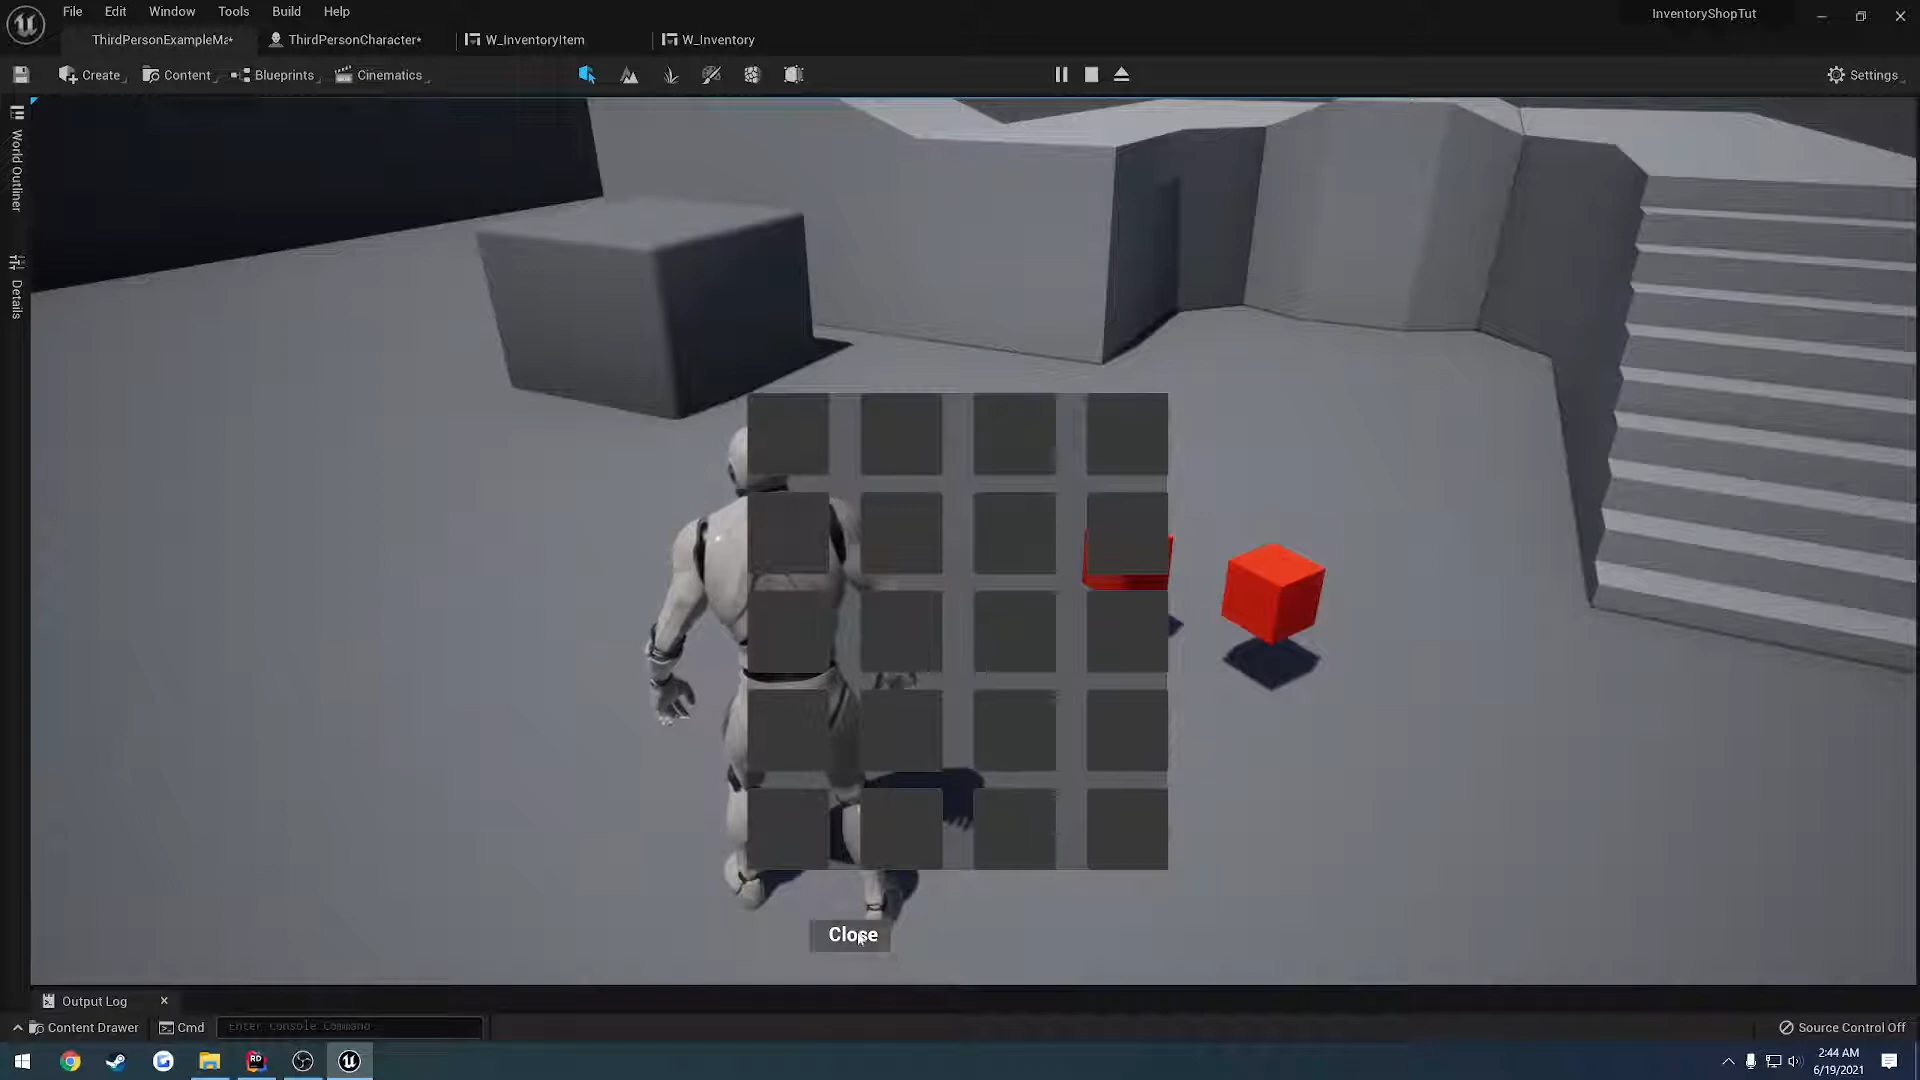 File Edit Window Tools Build Help
InventoryShopTut
ThirdPersonExampleMa* ThirdPersonCharacter* W_InventoryItem W_Inventory
Create Content Blueprints Cinematics
Settings
World Outliner
Details
Close
Output Log
Content Drawer Cmd Enter Console Command
Source Control Off
RD
2:44 AM
6/19/2021